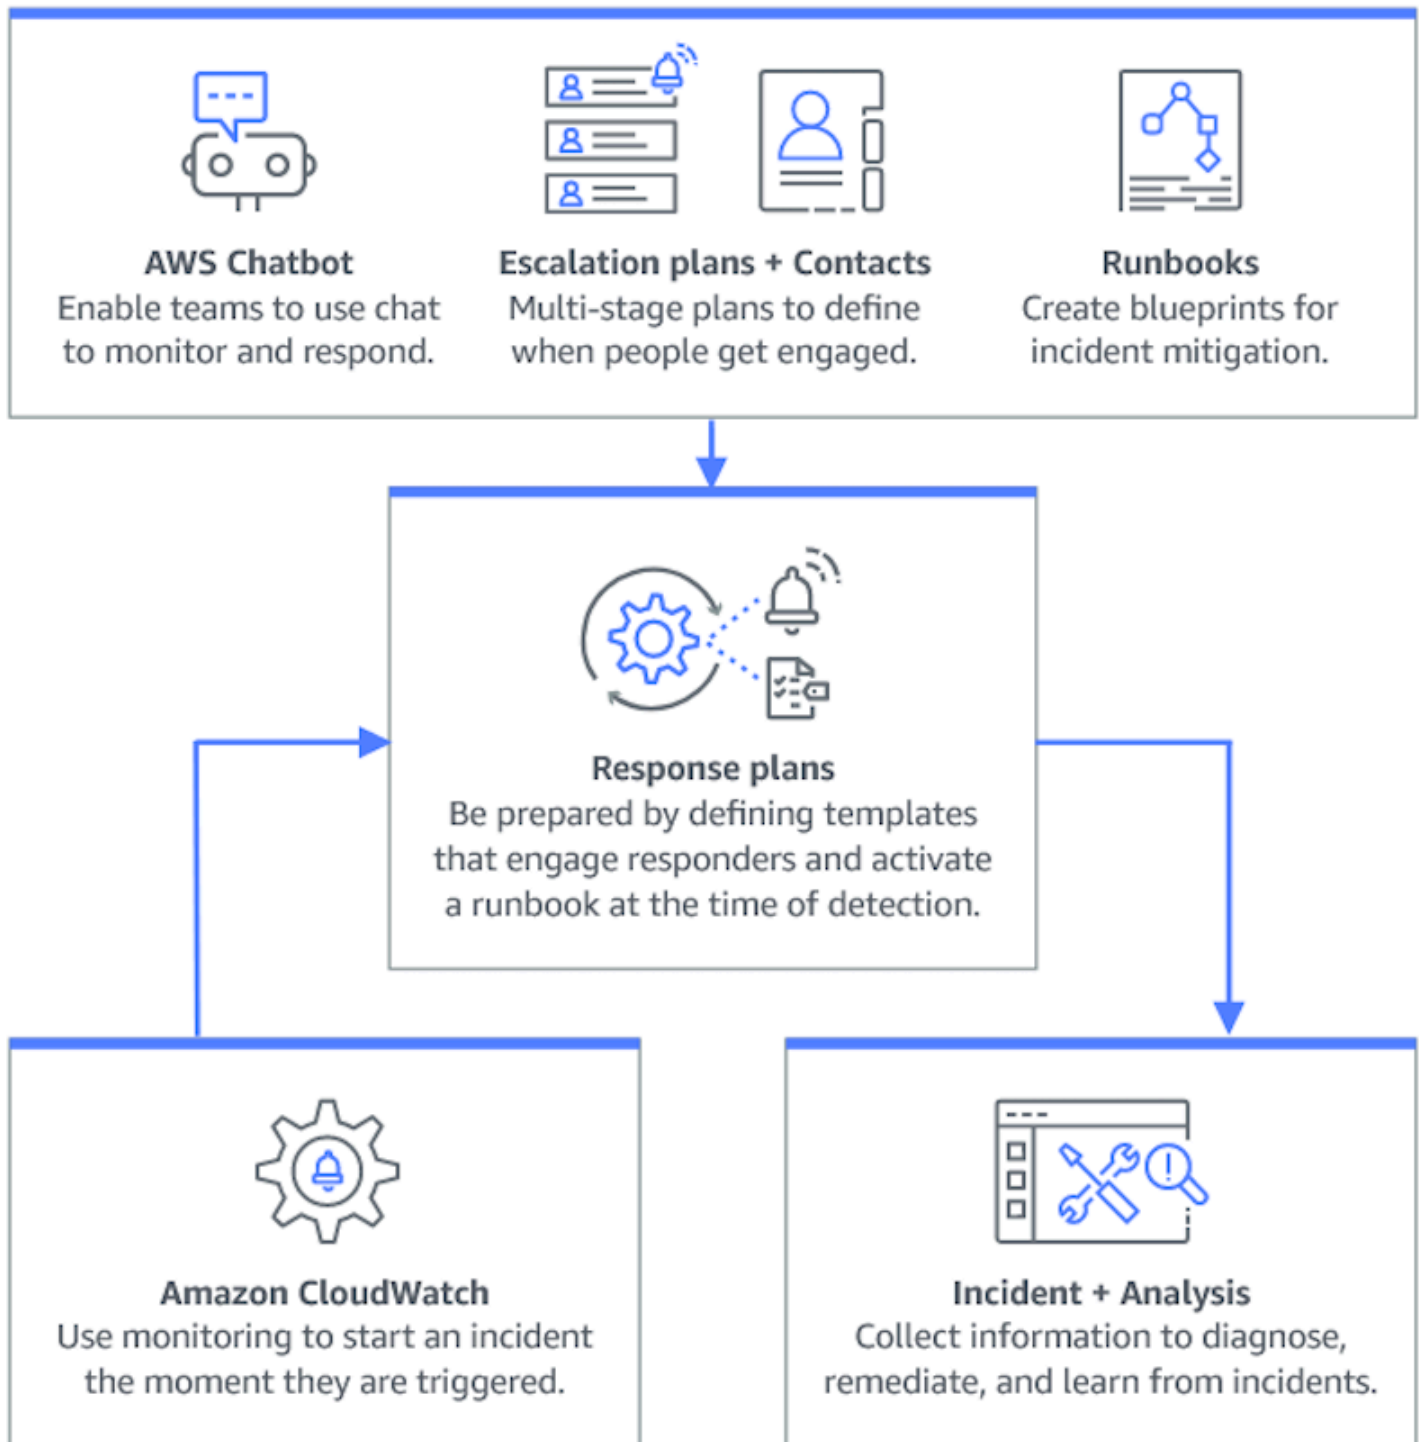 AWS Chatbot
Enable teams to use chat
to monitor and respond.
Escalation plans + Contacts
Multi-stage plans to define
when people get engaged.
Runbooks
Create blueprints for
incident mitigation.
Response plans
Be prepared by defining templates
that engage responders and activate
a runbook at the time of detection.
Amazon CloudWatch
Use monitoring to start an incident
the moment they are triggered.
Incident + Analysis
Collect information to diagnose,
remediate, and learn from incidents.